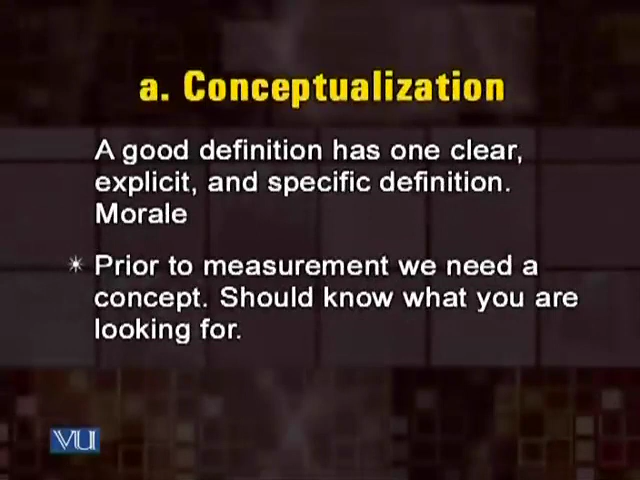 a. Conceptualization
A good definition has one clear,
explicit, and specific definition.
Morale
✴ Prior to measurement we need a
concept. Should know what you are
looking for.
VU